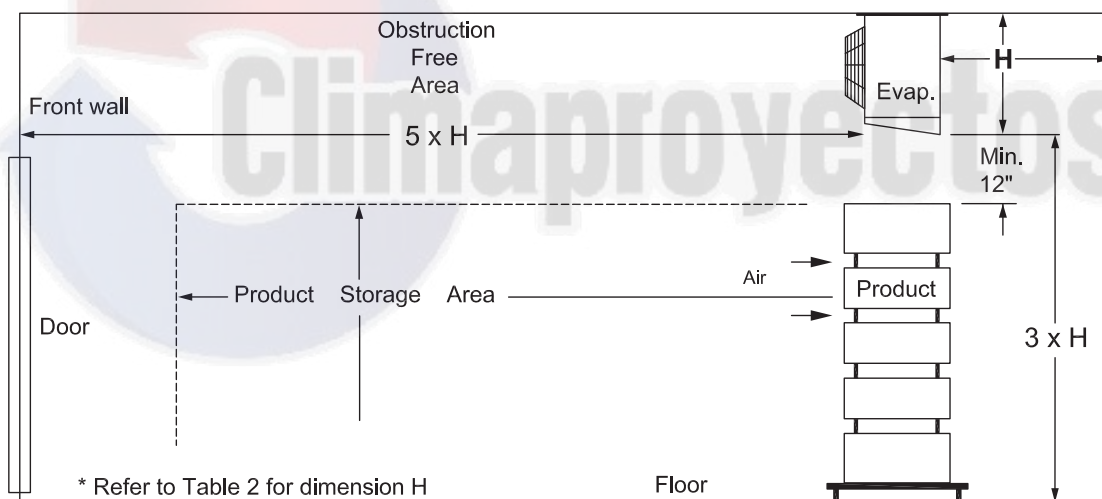 Obstruction
Free
Area
H
Evap.
Front wall
5 x H
Climaproyectos
Min.
12"
Air
Product Storage Area
Product
Door
3 x H
* Refer to Table 2 for dimension H
Floor